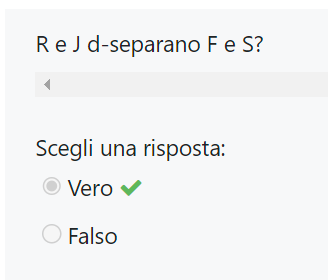 R e J d-separano F e S?
Scegli una risposta:
Vero
Falso